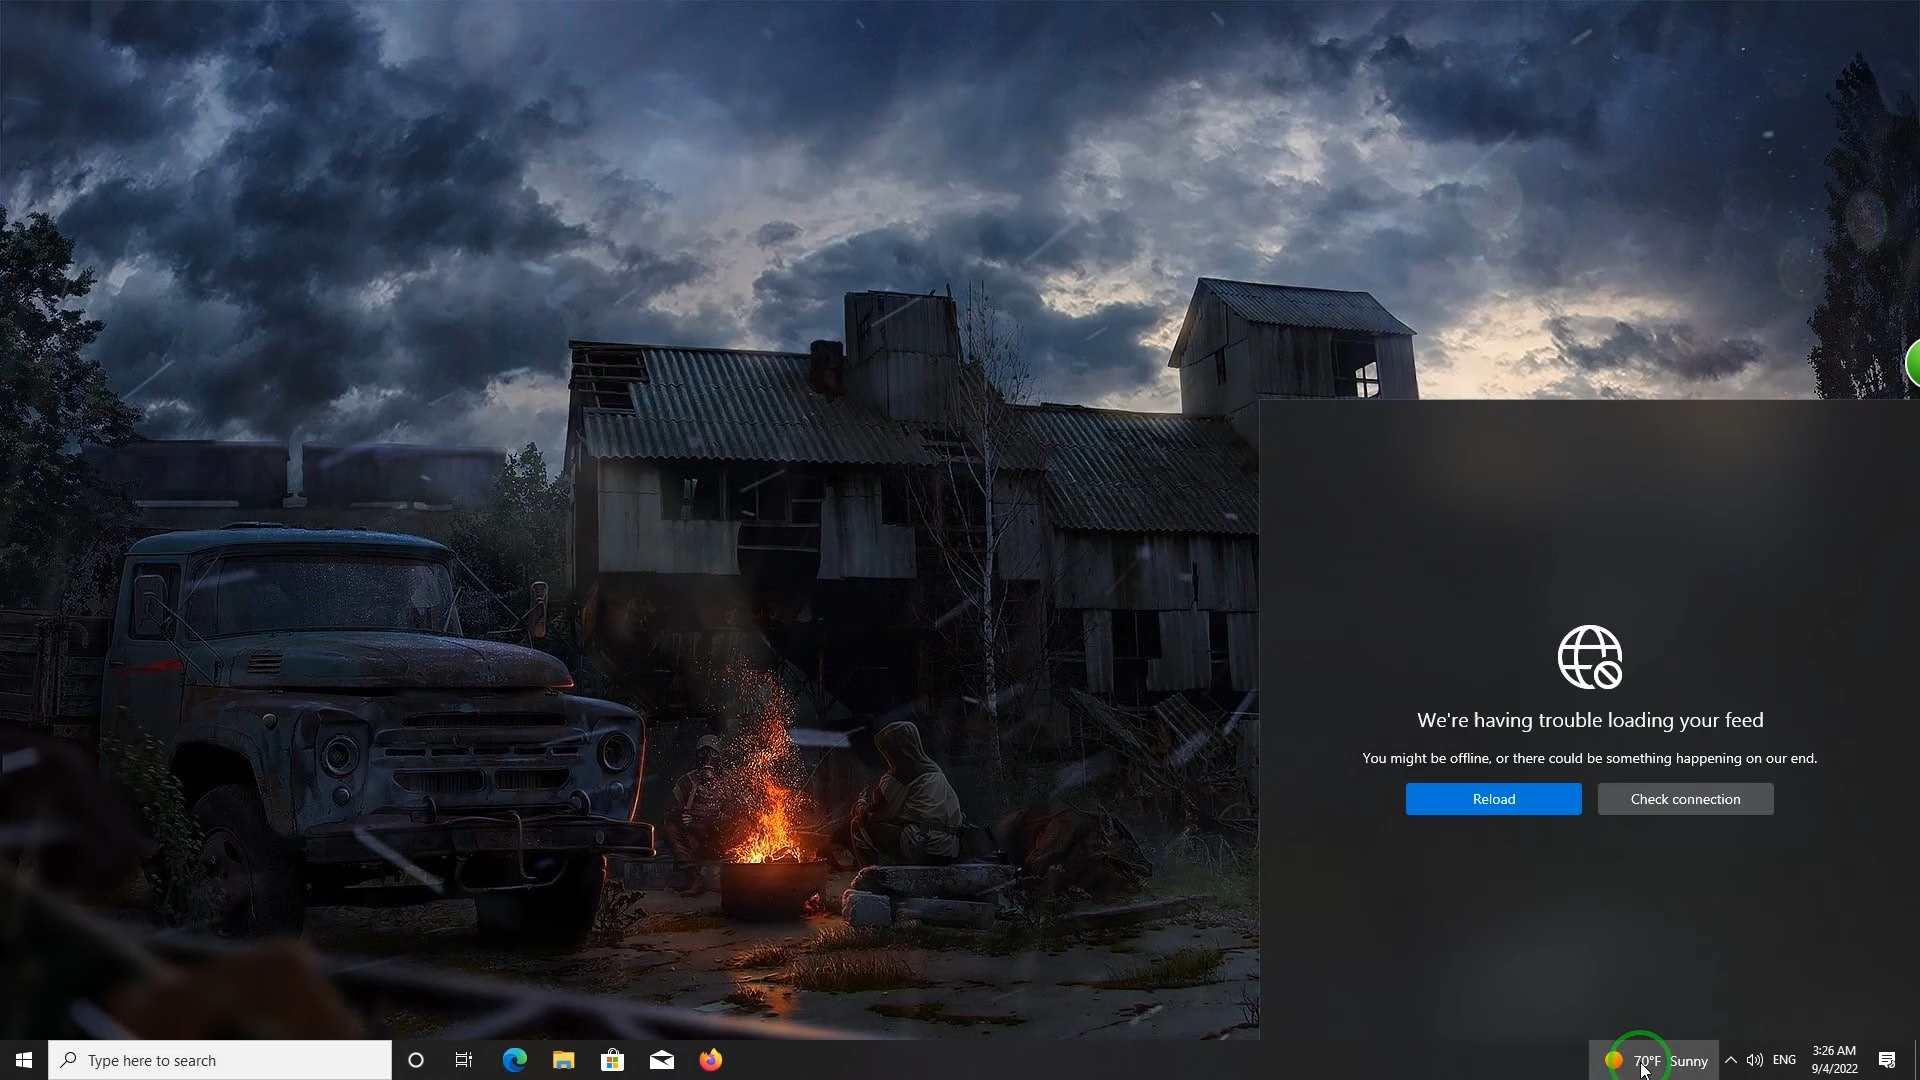 We're having trouble loading your feed
You might be offline, or there could be something happening on our end.
Reload
Check connection
Type here to search
70°F Sunny
ENG
3:26 AM
9/4/2022